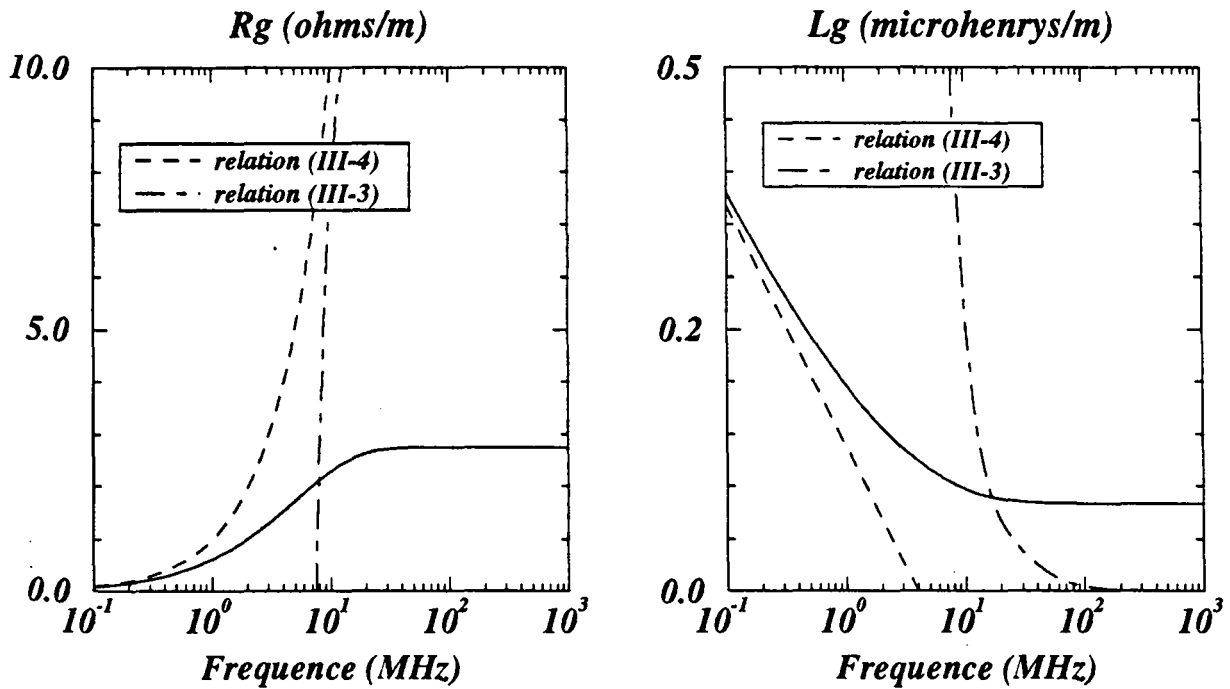 Rg (ohms/m)
10.0
5.0
0.0
relation (III-4)
relation (III-3)
10^-1
10^0
10^1
10^2
10^3
Frequence (MHz)
Lg (microhenrys/m)
0.5
0.2
0.0
relation (III-4)
relation (III-3)
10^-1
10^0
10^1
10^2
10^3
Frequence (MHz)